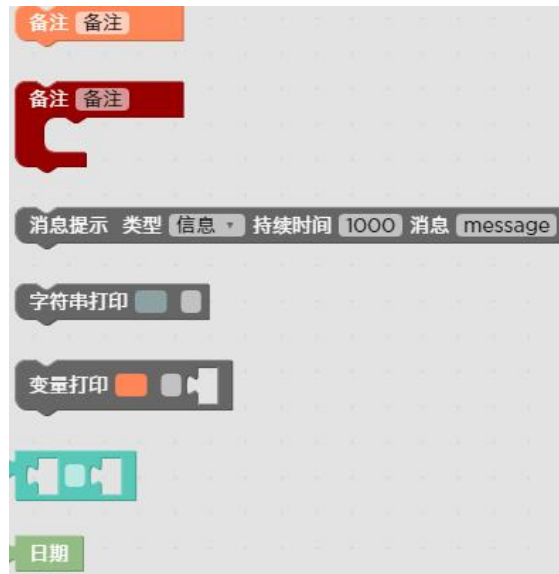 备注 备注
备注 备注
消息提示 类型 信息 持续时间 1000 消息 message
字符串打印
变量打印
日期